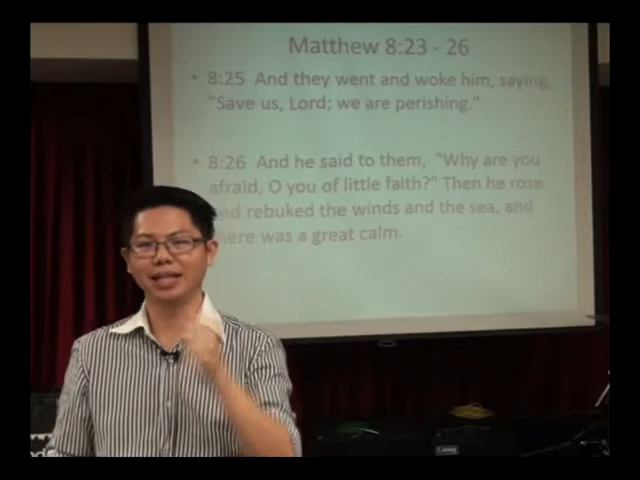 Matthew 8:23 - 26
• 8:25 And they went and woke him, saying,
"Save us, Lord; we are perishing."
• 8:26 And he said to them, "Why are you
afraid, O you of little faith?" Then he rose
and rebuked the winds and the sea, and
there was a great calm.
Laney